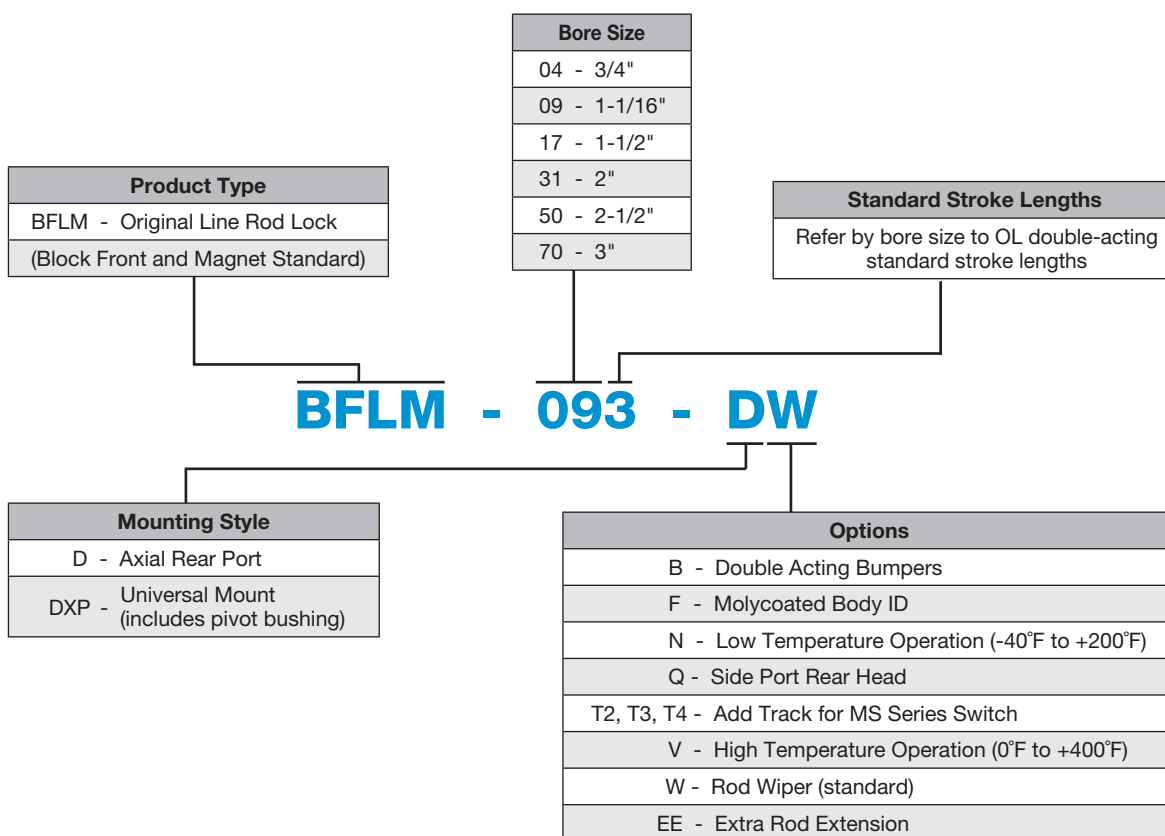 Bore Size
04 - 3/4"
09 - 1-1/16"
17 - 1-1/2"
31 - 2"
50 - 2-1/2"
70 - 3"
Product Type
BFLM - Original Line Rod Lock
(Block Front and Magnet Standard)
Standard Stroke Lengths
Refer by bore size to OL double-acting
standard stroke lengths
BFLM - 093 - DW
Mounting Style
D - Axial Rear Port
DXP - Universal Mount
(includes pivot bushing)
Options
B - Double Acting Bumpers
F - Molycoated Body ID
N - Low Temperature Operation (-40°F to +200°F)
Q - Side Port Rear Head
T2, T3, T4 - Add Track for MS Series Switch
V - High Temperature Operation (0°F to +400°F)
W - Rod Wiper (standard)
EE - Extra Rod Extension